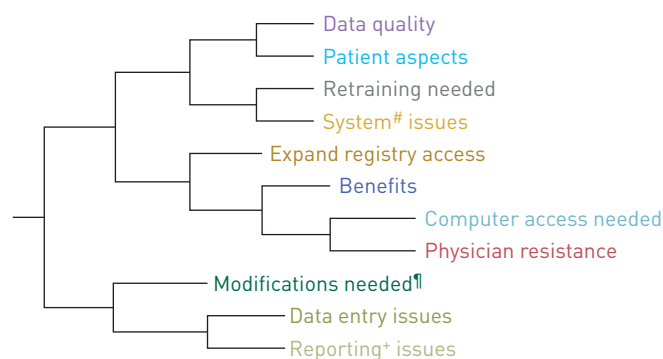 Data quality
Patient aspects
Retraining needed
System# issues
Expand registry access
Benefits
Computer access needed
Physician resistance
Modifications needed¶
Data entry issues
Reporting+ issues